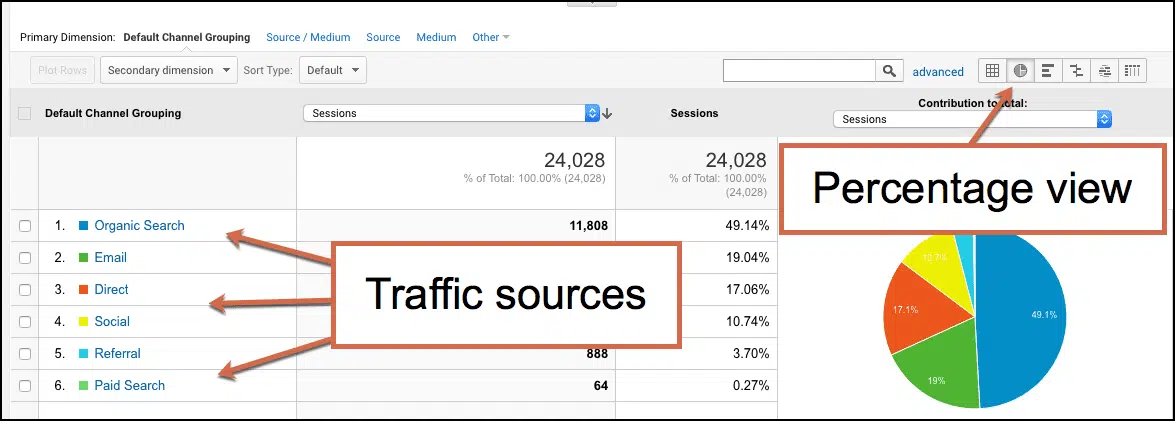 Primary Dimension: Default Channel Grouping Source / Medium Source Medium Other
Plot Rows Secondary dimension Sort Type: Default advanced
Default Channel Grouping Sessions Sessions Contribution to total: Sessions
24,028 24,028
% of Total: 100.00% (24,028) % of Total: 100.00% (24,028)
Percentage view
1. Organic Search 11,808 49.14%
2. Email 19.04%
3. Direct 17.06%
4. Social 10.74%
5. Referral 888 3.70%
6. Paid Search 64 0.27%
Traffic sources
10.7%
17.1%
49.1%
19%